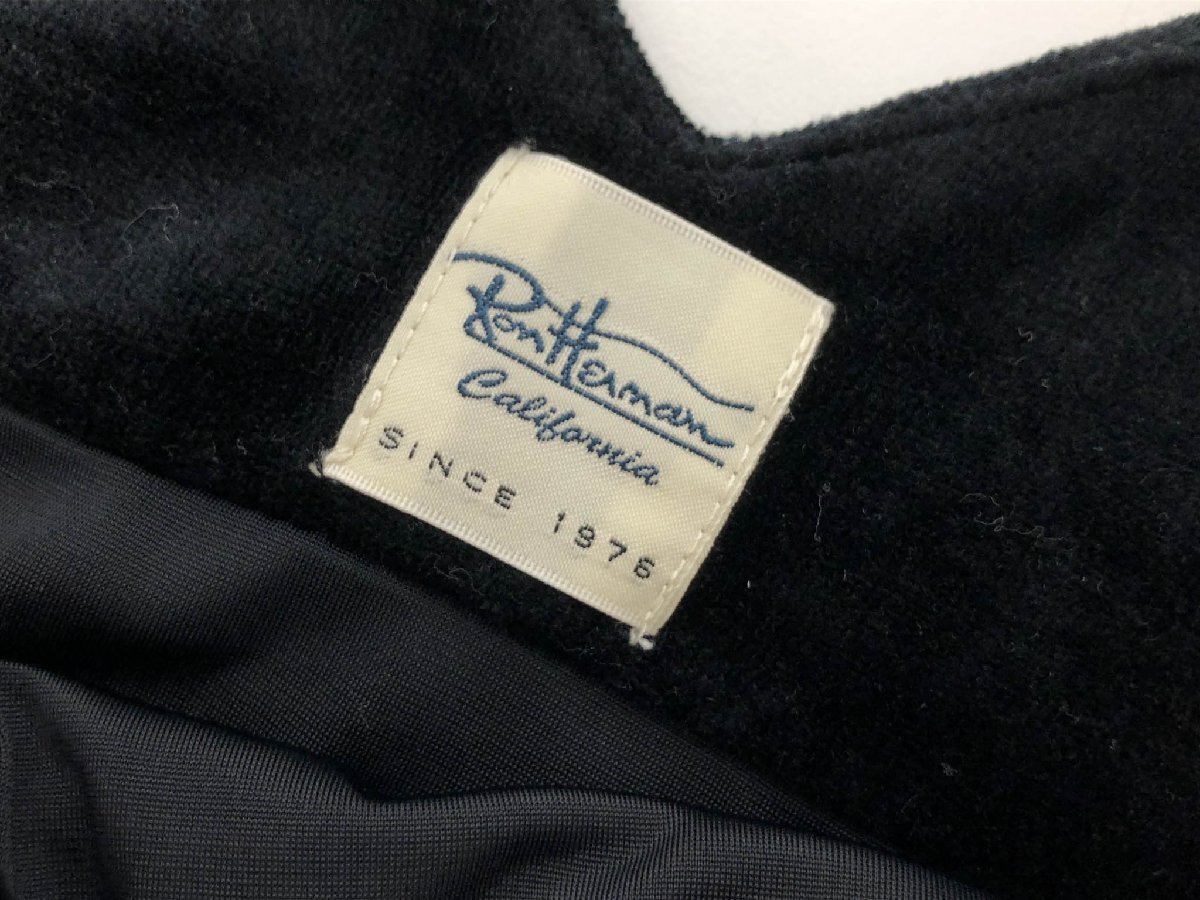 Ron Herman
California
SINCE 1976